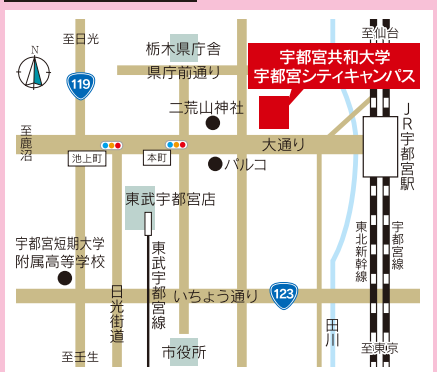 至日光
栃木県庁舎
至仙台
N
宇都宮共和大学
宇都宮シティキャンパス
県庁前通り
119
二荒山神社
JR宇都宮駅
至鹿沼
大通り
池上町
本町
パルコ
東武宇都宮店
宇都宮短期大学
附属高等学校
東武宇都宮線
東北新幹線
宇都宮線
日光街道
いちょう通り
123
田川
至壬生
市役所
至東京